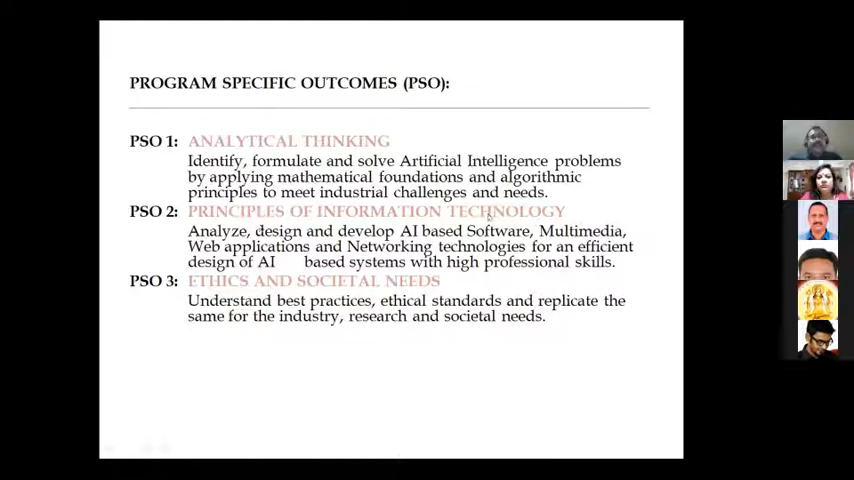 PROGRAM SPECIFIC OUTCOMES (PSO):
PSO 1: ANALYTICAL THINKING
Identify, formulate and solve Artificial Intelligence problems
by applying mathematical foundations and algorithmic
principles to meet industrial challenges and needs.
PSO 2: PRINCIPLES OF INFORMATION TECHNOLOGY
Analyze, design and develop AI based Software, Multimedia,
Web applications and Networking technologies for an efficient
design of AI based systems with high professional skills.
PSO 3: ETHICS AND SOCIETAL NEEDS
Understand best practices, ethical standards and replicate the
same for the industry, research and societal needs.